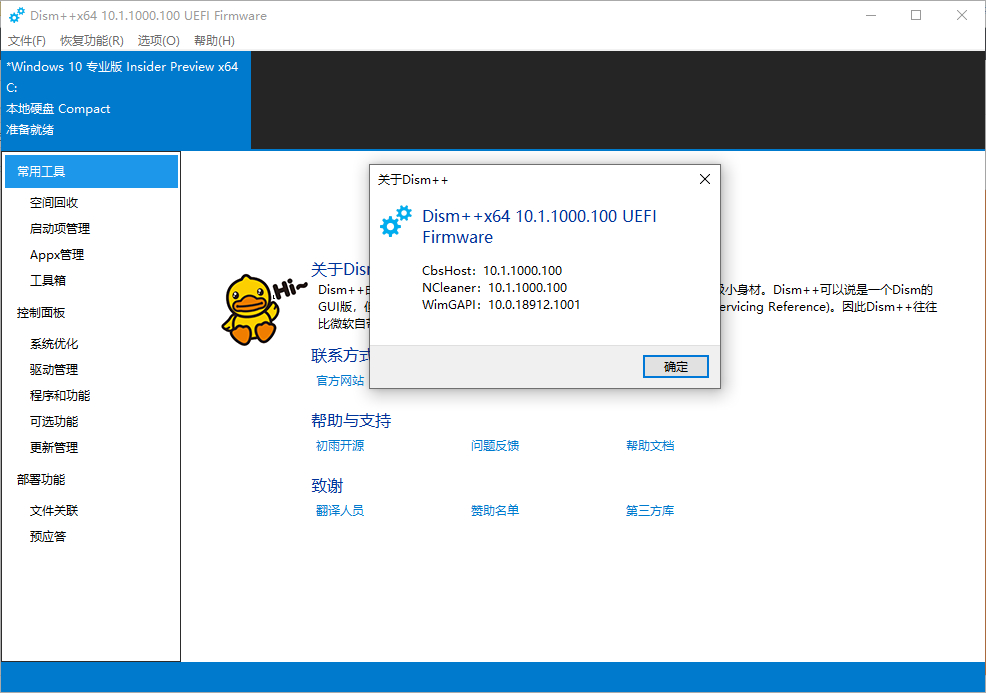 Dism++x64 10.1.1000.100 UEFI Firmware
文件(F) 恢复功能(R) 选项(O) 帮助(H)
*Windows 10 专业版 Insider Preview x64
C:
本地硬盘 Compact
准备就绪
常用工具
空间回收
启动项管理
Appx管理
工具箱
控制面板
系统优化
驱动管理
程序和功能
可选功能
更新管理
部署功能
文件关联
预应答
Hi~
关于Dis
Dism++
小身材。Dism++可以说是一个Dism的
GUI版，
ervicing Reference)。因此Dism++往往
比微软自
联系方式
官方网站
帮助与支持
初雨开源 问题反馈 帮助文档
致谢
翻译人员 赞助名单 第三方库
关于Dism++
Dism++x64 10.1.1000.100 UEFI
Firmware
CbsHost：10.1.1000.100
NCleaner：10.1.1000.100
WimGAPI：10.0.18912.1001
确定